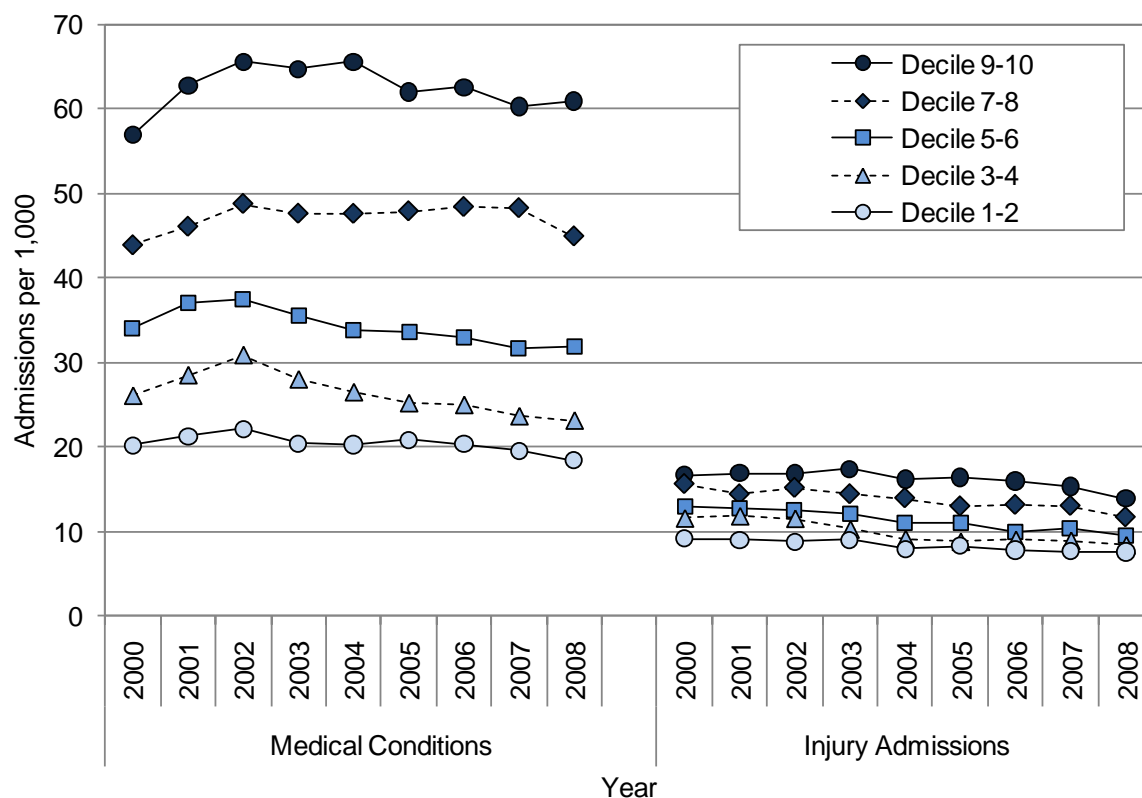 70
60
50
40
30
20
10
0
Admissions per 1,000
Decile 9-10
Decile 7-8
Decile 5-6
Decile 3-4
Decile 1-2
2000 2001 2002 2003 2004 2005 2006 2007 2008 2000 2001 2002 2003 2004 2005 2006 2007 2008
Medical Conditions Injury Admissions
Year